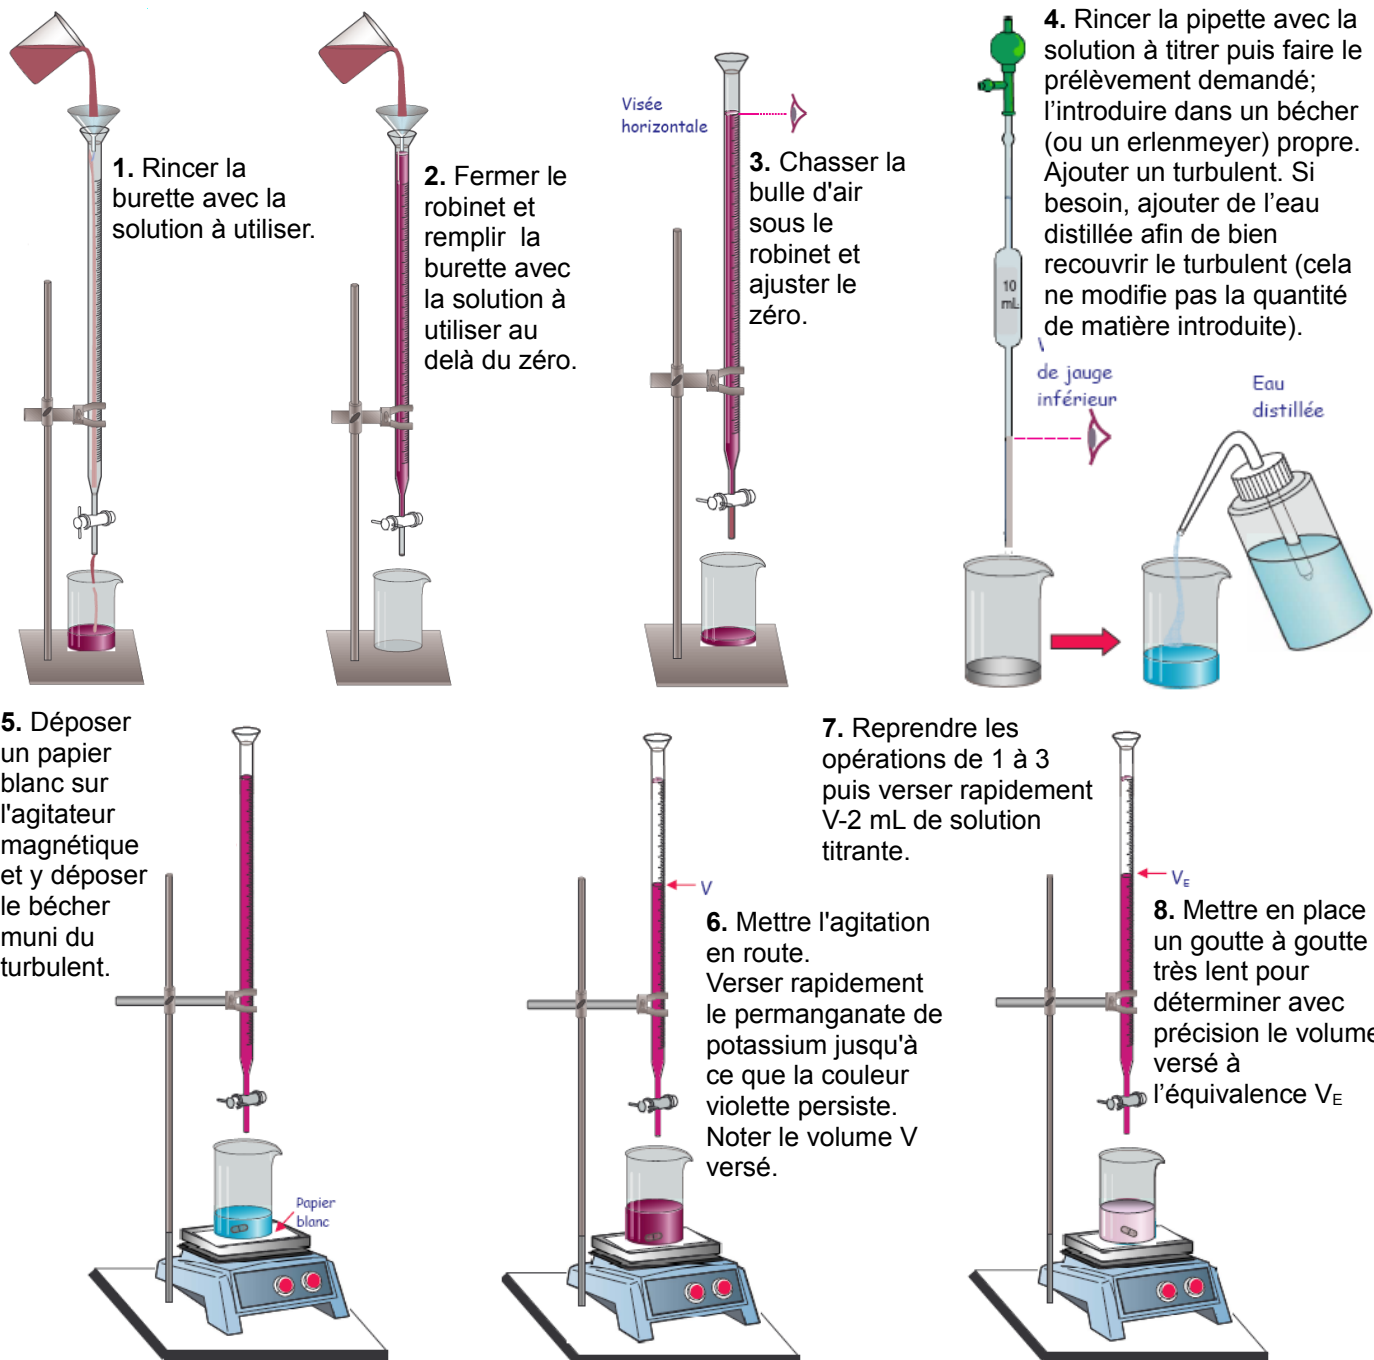 1. Rincer la
burette avec la
solution à utiliser.
2. Fermer le
robinet et
remplir la
burette avec
la solution à
utiliser au
delà du zéro.
Visée
horizontale
3. Chasser la
bulle d'air
sous le
robinet et
ajuster le
zéro.
4. Rincer la pipette avec la
solution à titrer puis faire le
prélèvement demandé;
l’introduire dans un bécher
(ou un erlenmeyer) propre.
Ajouter un turbulent. Si
besoin, ajouter de l’eau
distillée afin de bien
recouvrir le turbulent (cela
ne modifie pas la quantité
de matière introduite).
10
mL
de jauge
inférieur
Eau
distillée
5. Déposer
un papier
blanc sur
l'agitateur
magnétique
et y déposer
le bécher
muni du
turbulent.
Papier
blanc
V
6. Mettre l'agitation
en route.
Verser rapidement
le permanganate de
potassium jusqu'à
ce que la couleur
violette persiste.
Noter le volume V
versé.
7. Reprendre les
opérations de 1 à 3
puis verser rapidement
V-2 mL de solution
titrante.
VE
8. Mettre en place
un goutte à goutte
très lent pour
déterminer avec
précision le volume
versé à
l’équivalence VE